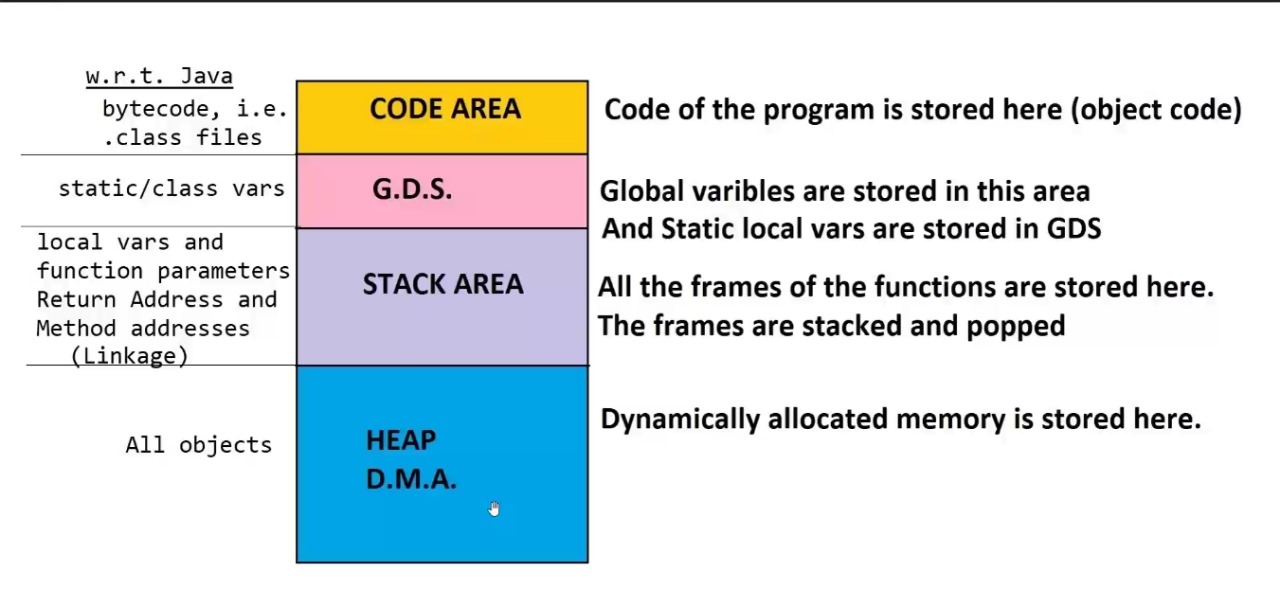 w.r.t. Java
bytecode, i.e.
.class files
CODE AREA
Code of the program is stored here (object code)
static/class vars
G.D.S.
Global varibles are stored in this area
And Static local vars are stored in GDS
local vars and
function parameters
Return Address and
Method addresses
(Linkage)
STACK AREA
All the frames of the functions are stored here.
The frames are stacked and popped
All objects
HEAP
D.M.A.
Dynamically allocated memory is stored here.